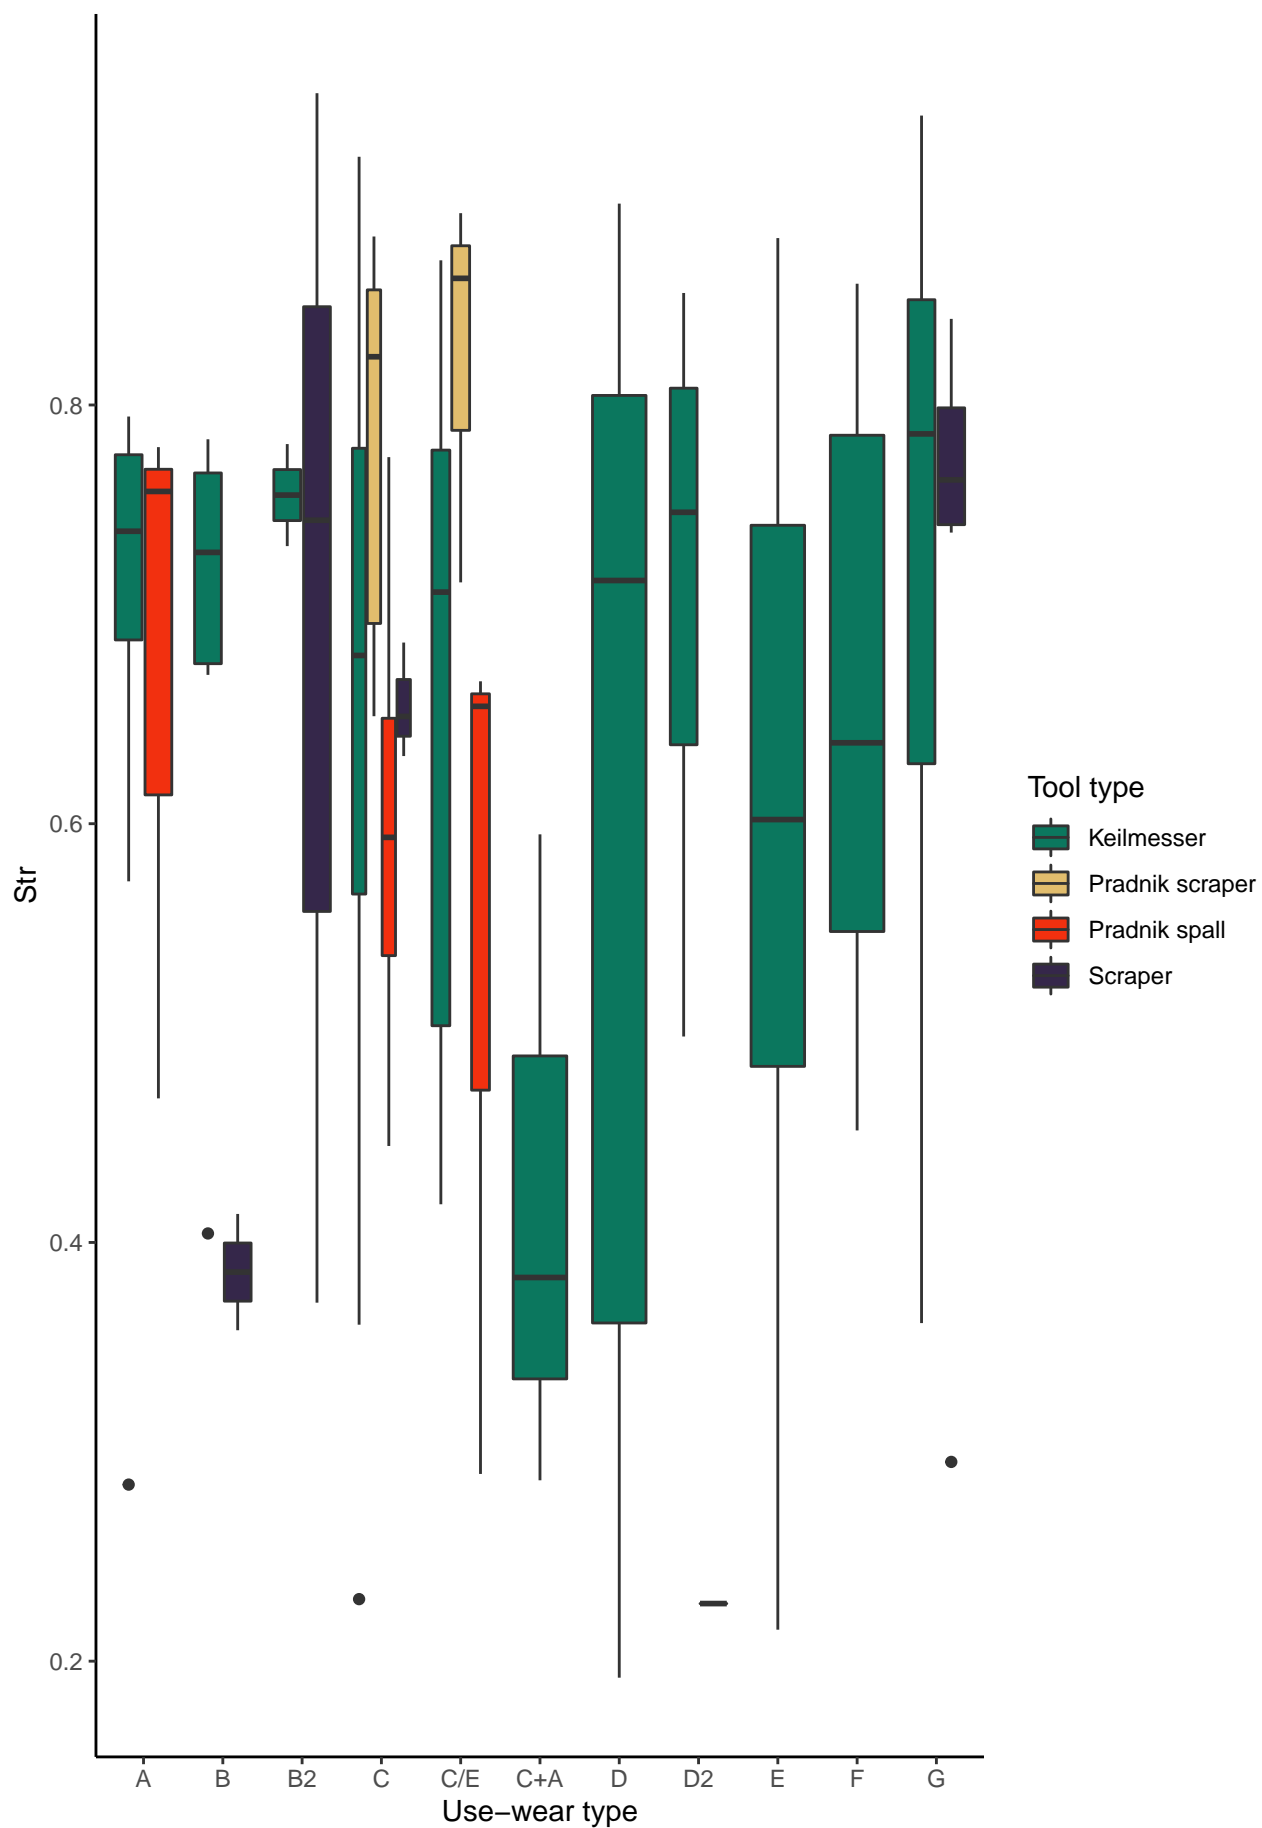 Str
0.8
0.6
0.4
0.2
A B B2 C C/E C+A D D2 E F G
Use−wear type
Tool type
Keilmesser
Pradnik scraper
Pradnik spall
Scraper